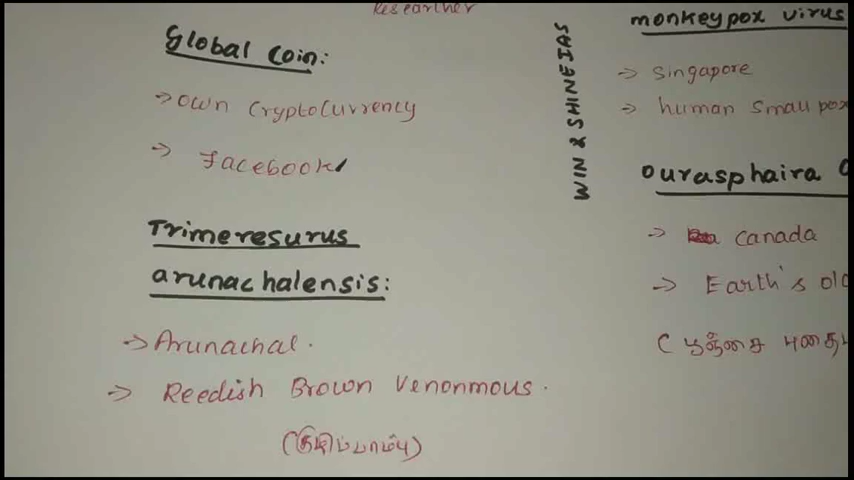 Researcher
Global Coin:
→ own cryptocurrency
→ facebook
Trimeresurus
arunachalensis:
→ Arunachal.
→ Reedish Brown Venonmous.
(குழிப்பாம்பு)
WIN & SHINE IAS
monkeypox virus
→ Singapore
→ human small pox
ourasphaira
→ Canada
→ Earth's old
( பூஞ்சை புதைப